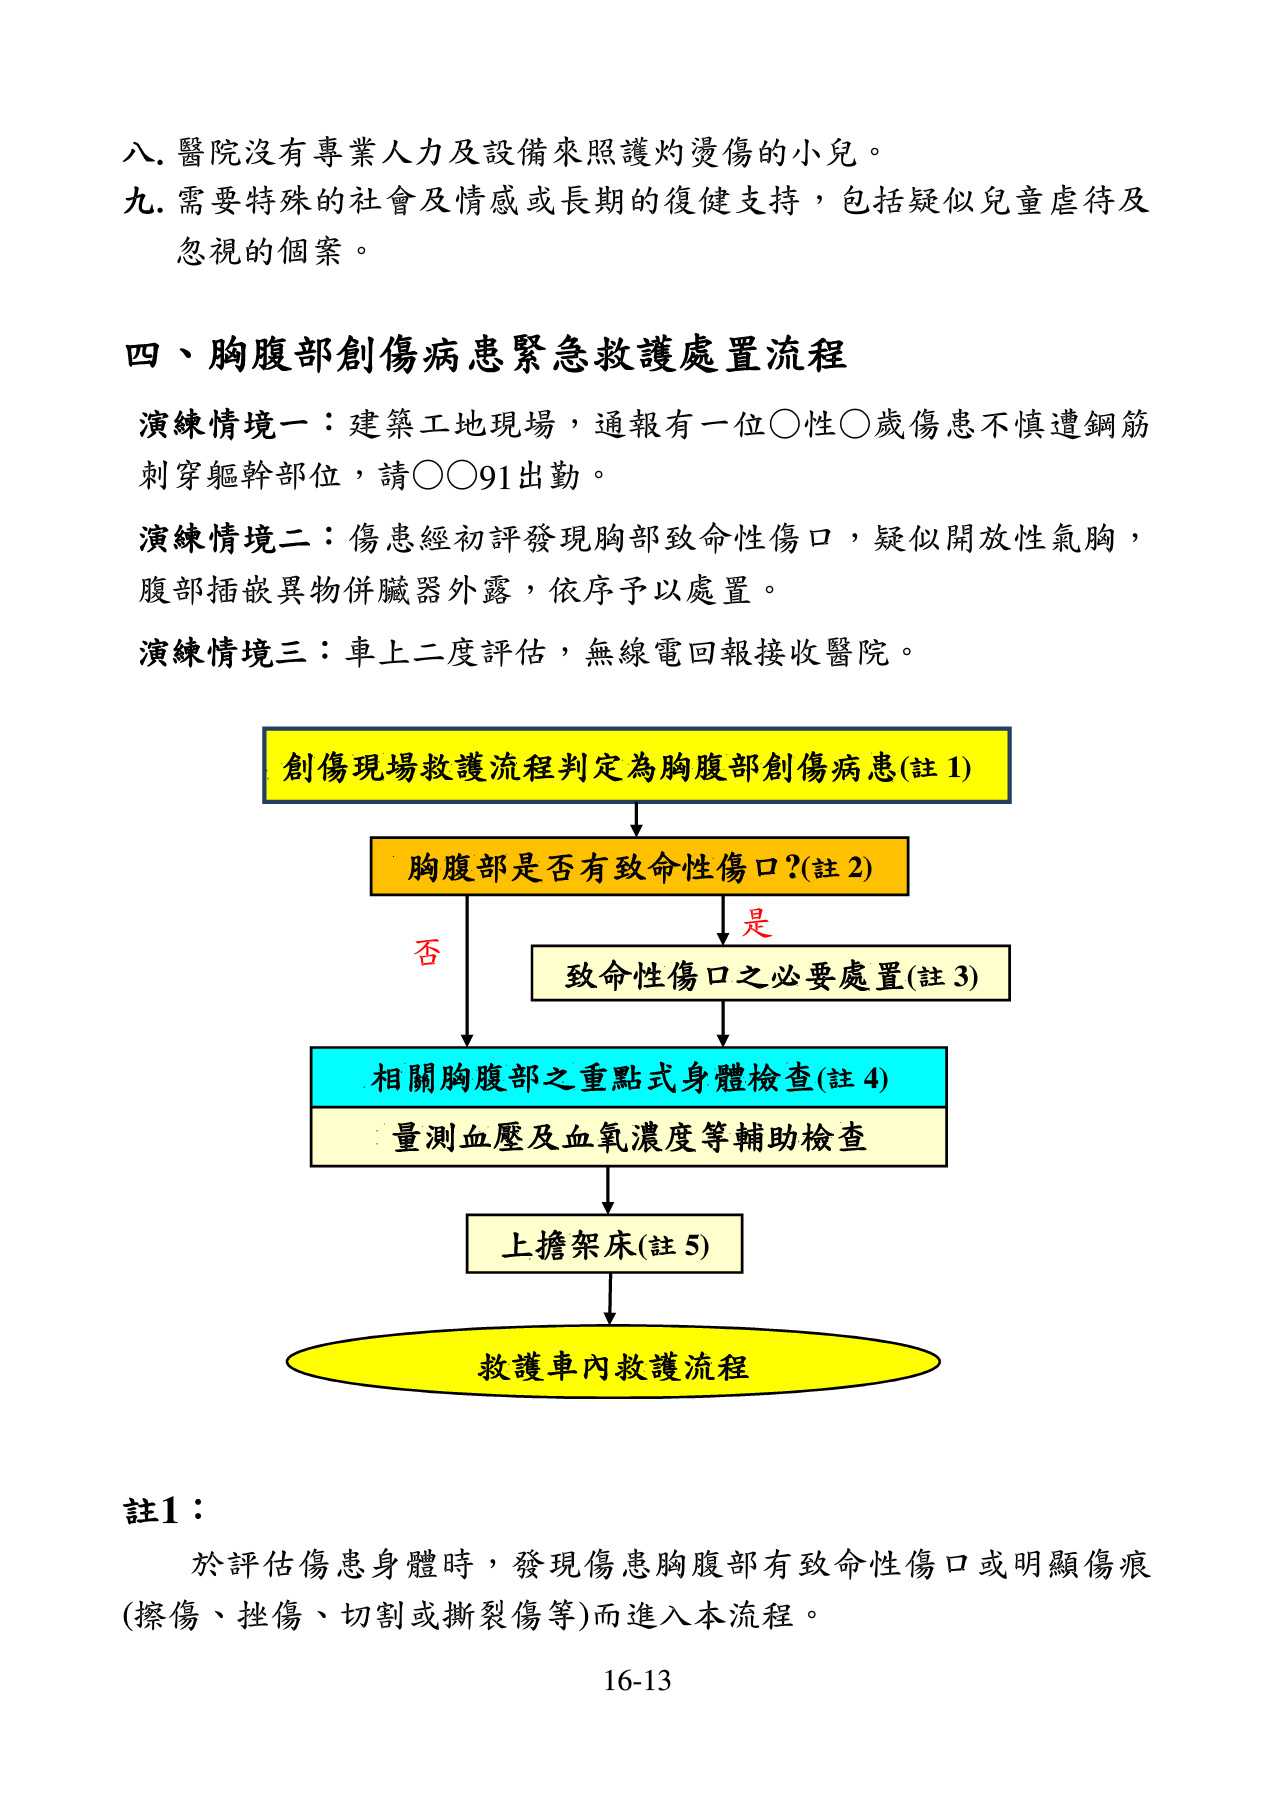 八. 醫院沒有專業人力及設備來照護灼燙傷的小兒。
九. 需要特殊的社會及情感或長期的復健支持，包括疑似兒童虐待及
忽視的個案。
四、胸腹部創傷病患緊急救護處置流程
演練情境一：建築工地現場，通報有一位○性○歲傷患不慎遭鋼筋
刺穿軀幹部位，請○○91出勤。
演練情境二：傷患經初評發現胸部致命性傷口，疑似開放性氣胸，
腹部插嵌異物併臟器外露，依序予以處置。
演練情境三：車上二度評估，無線電回報接收醫院。
創傷現場救護流程判定為胸腹部創傷病患(註 1)
胸腹部是否有致命性傷口?(註 2)
是
否
致命性傷口之必要處置(註 3)
相關胸腹部之重點式身體檢查(註 4)
量測血壓及血氧濃度等輔助檢查
上擔架床(註 5)
救護車內救護流程
註1：
於評估傷患身體時，發現傷患胸腹部有致命性傷口或明顯傷痕
(擦傷、挫傷、切割或撕裂傷等)而進入本流程。
16-13